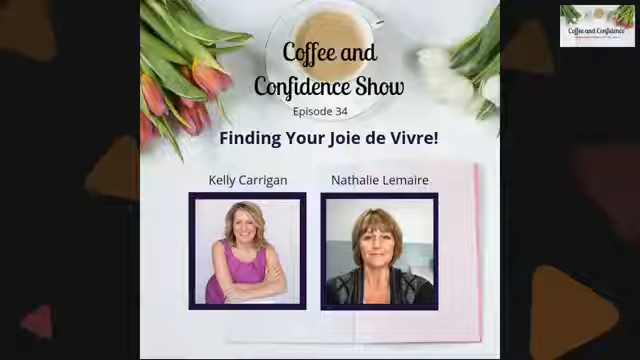 Coffee and
Confidence Show
Episode 34
Finding Your Joie de Vivre!
Kelly Carrigan
Nathalie Lemaire
Coffee and Confidence